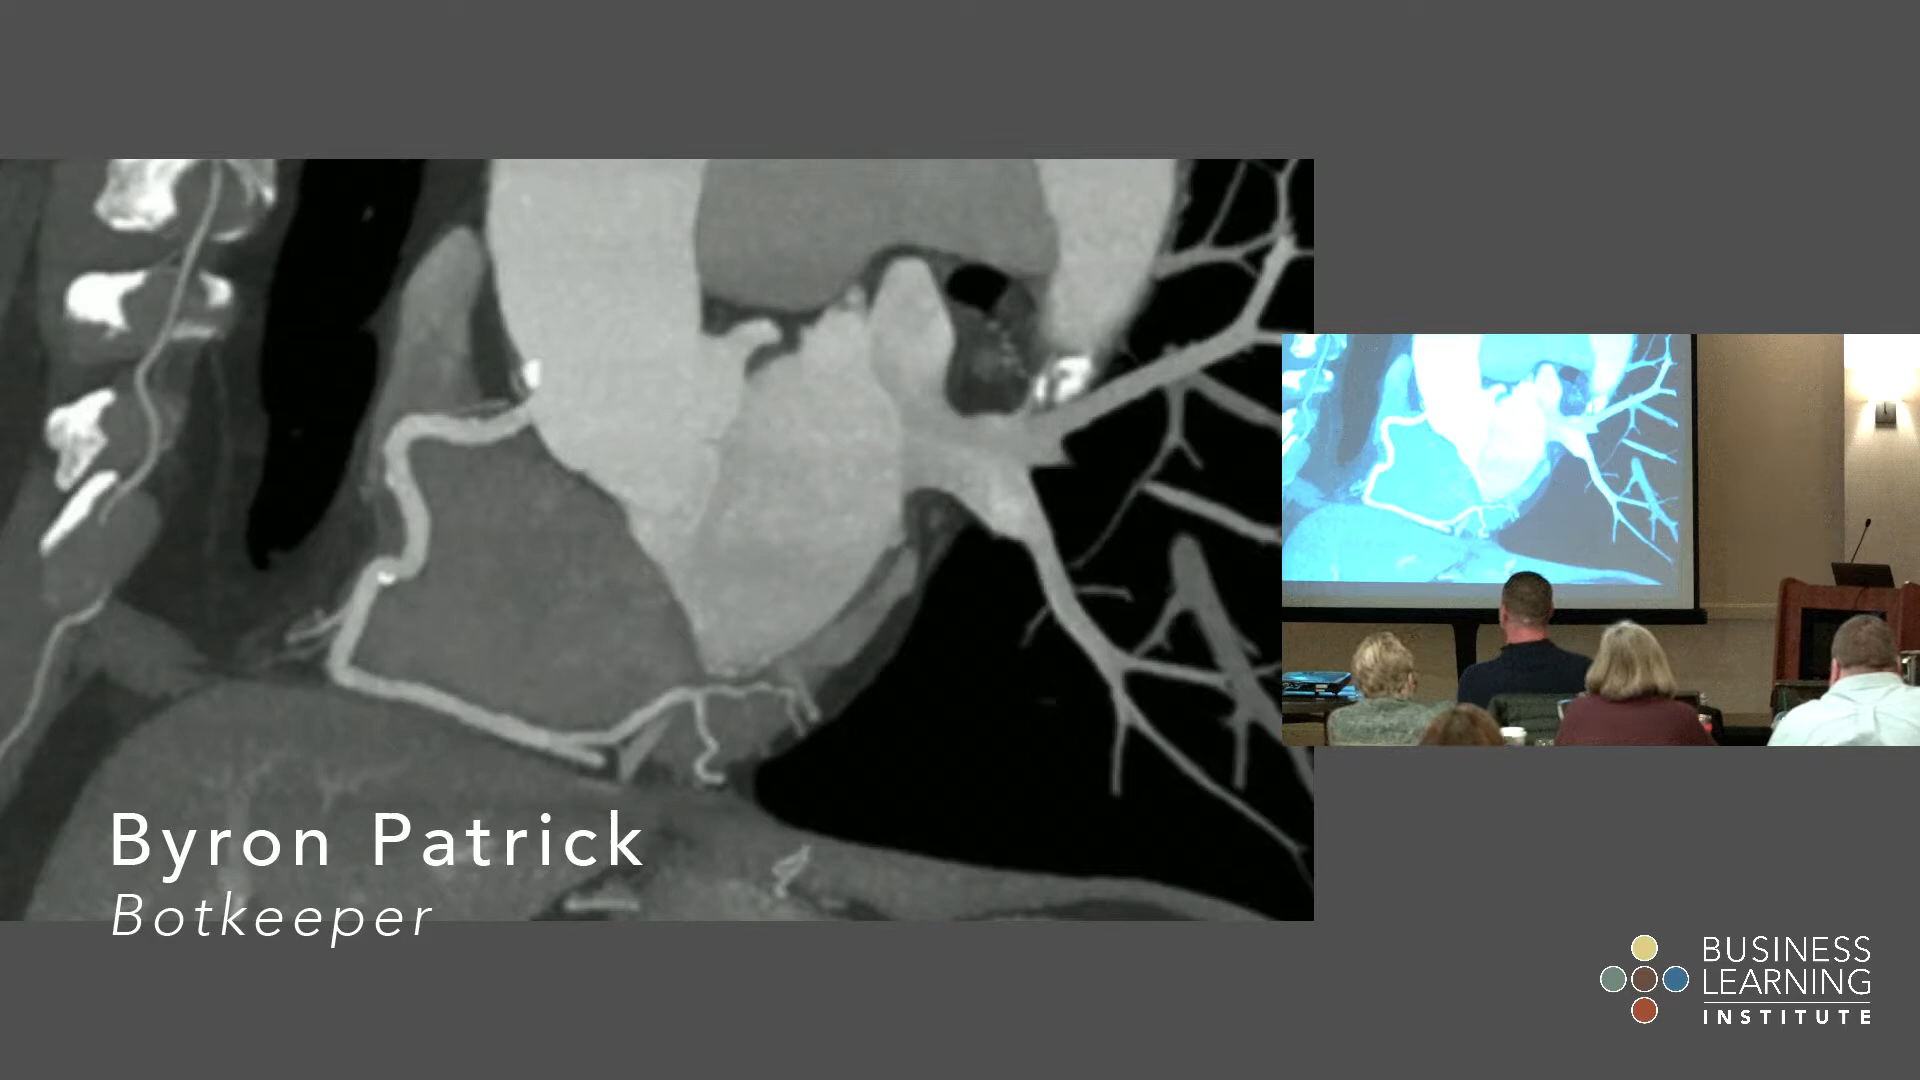 Byron Patrick
Botkeeper
BUSINESS
LEARNING
INSTITUTE